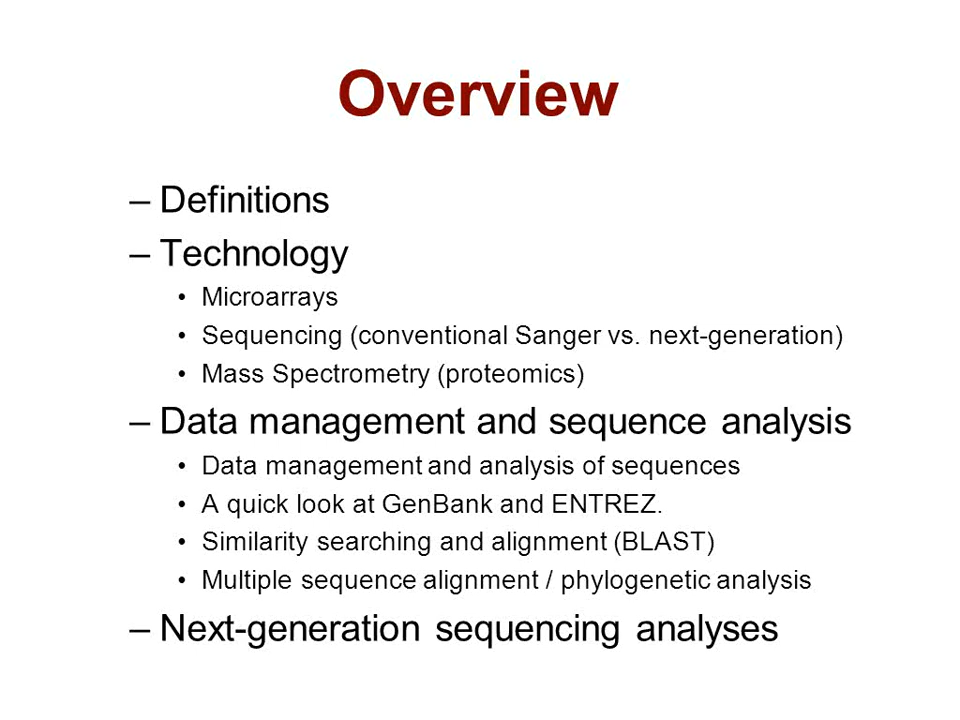 Overview
– Definitions
– Technology
• Microarrays
• Sequencing (conventional Sanger vs. next-generation)
• Mass Spectrometry (proteomics)
– Data management and sequence analysis
• Data management and analysis of sequences
• A quick look at GenBank and ENTREZ.
• Similarity searching and alignment (BLAST)
• Multiple sequence alignment / phylogenetic analysis
– Next-generation sequencing analyses